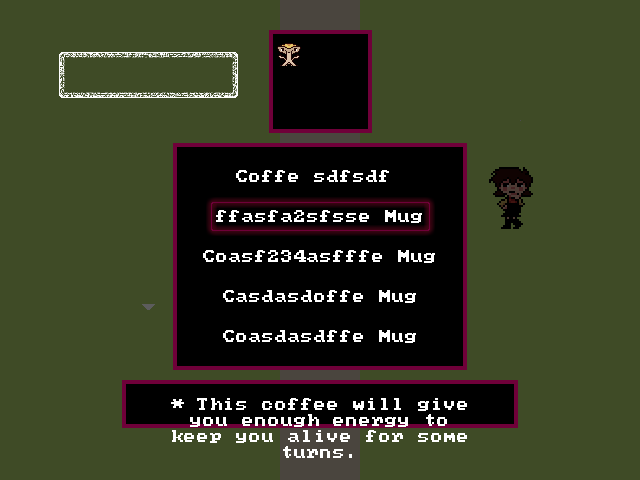 Coffe sdfsdf
ffasfa2sfsse Mug
Coasf234asfffe Mug
Casdasdoffe Mug
Coasdasdffe Mug
* This coffee will give
you enough energy to
keep you alive for some
turns.